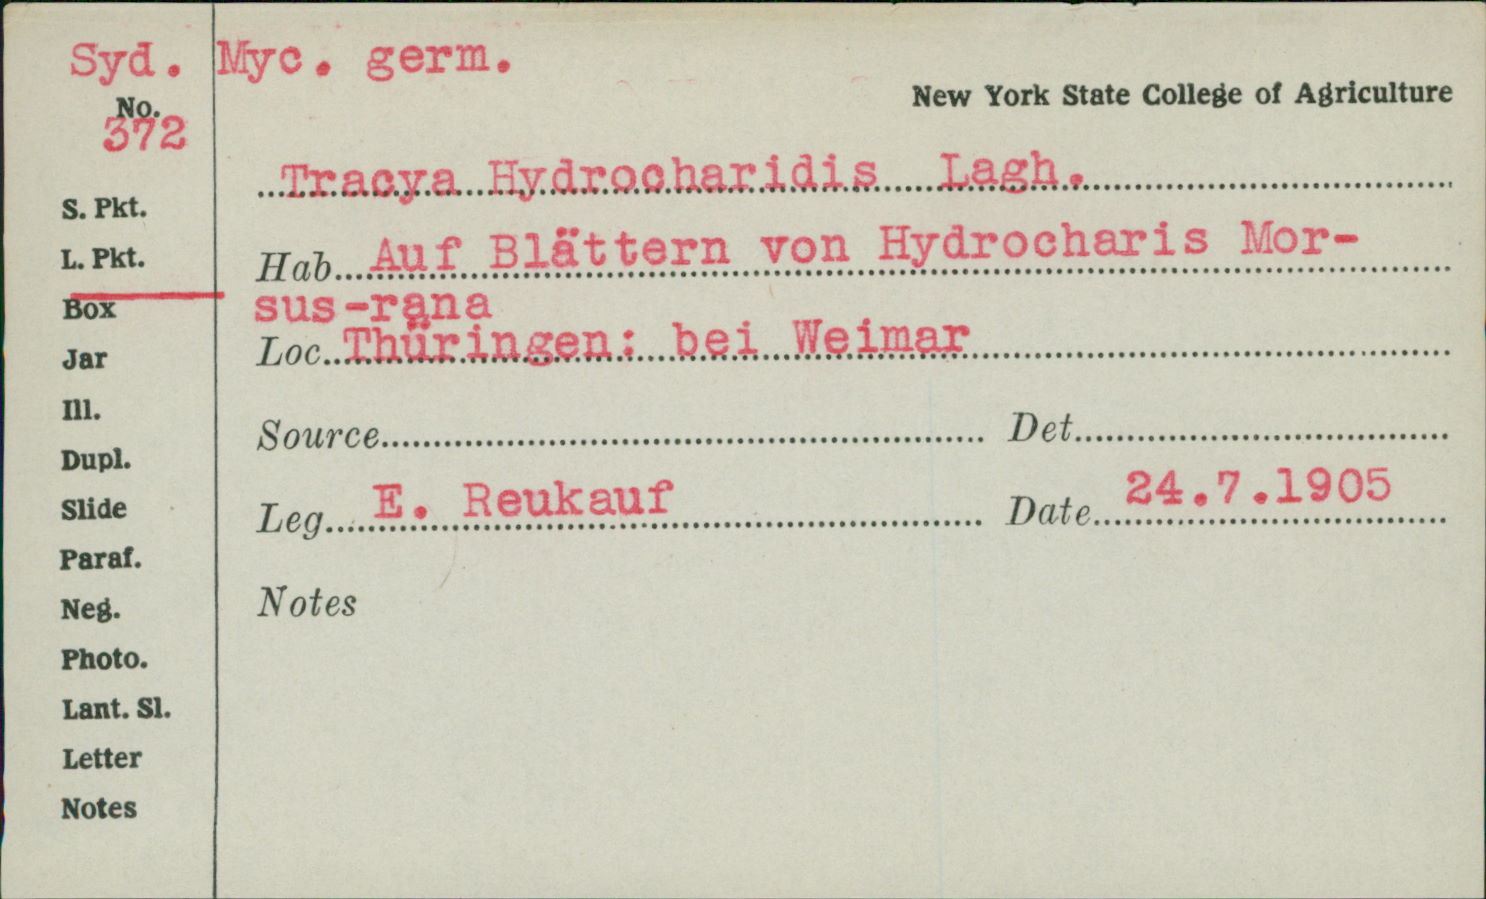 Syd. Myc. germ.
New York State College of Agriculture
No.
372
Tracya Hydrocharidis Lagh.
S. Pkt.
L. Pkt.
Hab. Auf Blättern von Hydrocharis Mor-
sus-rana
Box
Loc. Thüringen: bei Weimar
Jar
Ill.
Source Det.
Dupl.
Slide
Leg. E. Reukauf Date 24.7.1905
Paraf.
Neg.
Notes
Photo.
Lant. Sl.
Letter
Notes